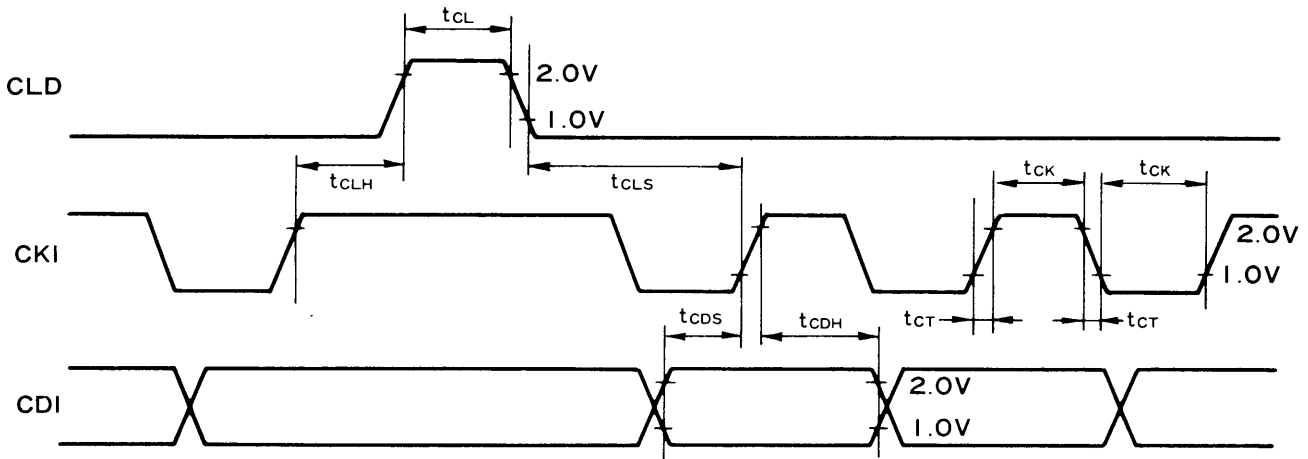 tCL
CLD
2.0V
1.0V
tCLH
tCLS
tCK
tCK
CKI
2.0V
1.0V
tCDS
tCDH
tCT
tCT
CDI
2.0V
1.0V